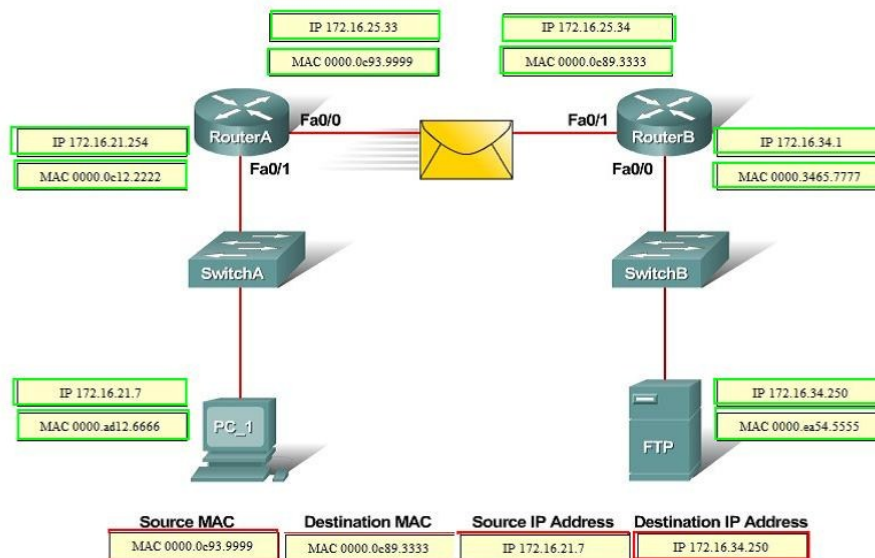 IP 172.16.25.33
IP 172.16.25.34
MAC 0000.0c93.9999
MAC 0000.0c89.3333
Fa0/0
Fa0/1
RouterA
RouterB
IP 172.16.21.254
IP 172.16.34.1
Fa0/1
Fa0/0
MAC 0000.0c12.2222
MAC 0000.3465.7777
SwitchA
SwitchB
IP 172.16.21.7
IP 172.16.34.250
MAC 0000.ad12.6666
MAC 0000.ea54.5555
PC_1
FTP
Source MAC Destination MAC Source IP Address Destination IP Address
MAC 0000.0c93.9999 MAC 0000.0c89.3333 IP 172.16.21.7 IP 172.16.34.250